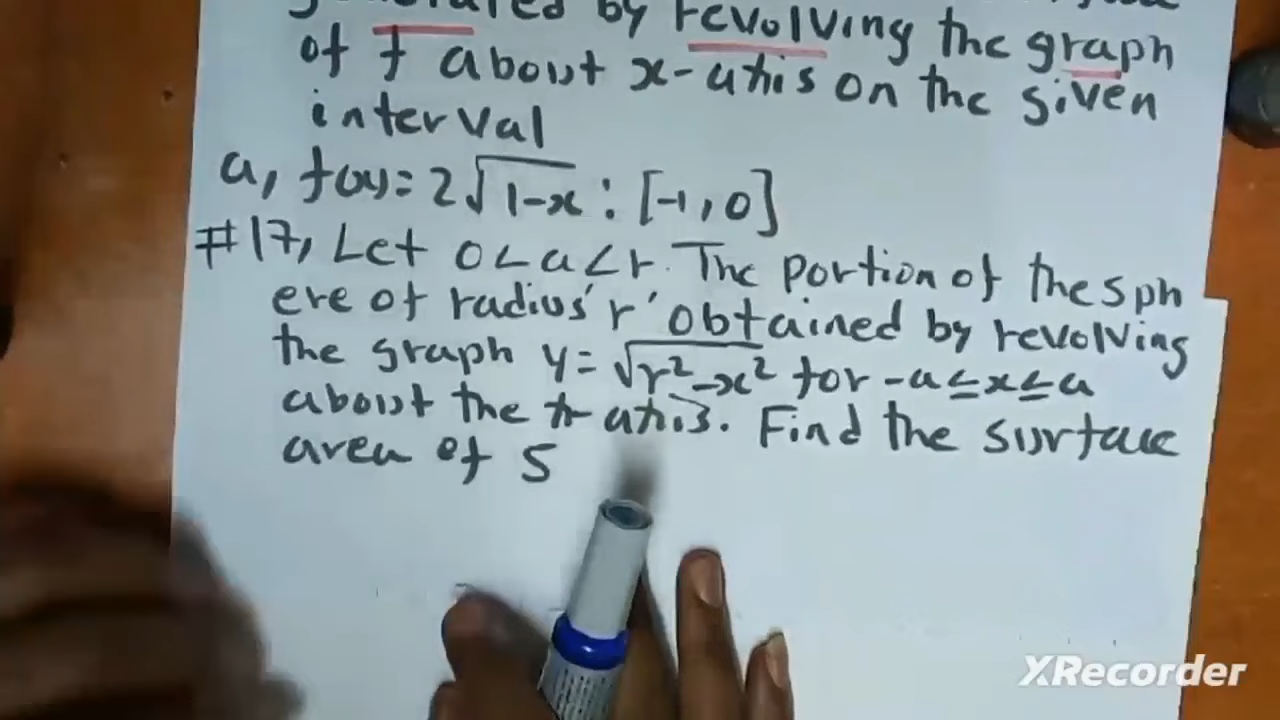 by revolving the graph
of f about x-axis on the given
interval
a, f(x)= 2√1-x : [-1, 0]
#17, Let 0<a<r. The portion of the sph
ere of radius 'r' obtained by revolving
the graph y= √r²-x² for -a≤x≤a
about the x-axis. Find the surface
area of S
XRecorder